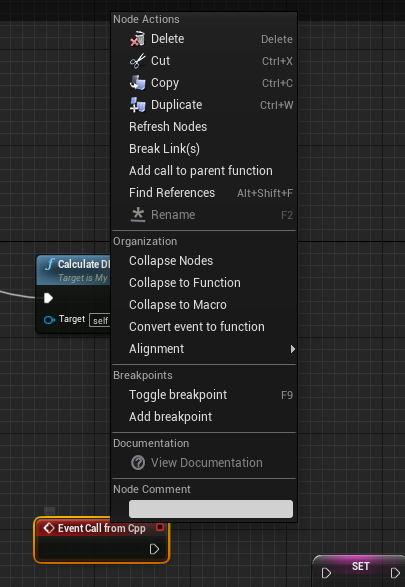 Node Actions
Delete Delete
Cut Ctrl+X
Copy Ctrl+C
Duplicate Ctrl+W
Refresh Nodes
Break Link(s)
Add call to parent function
Find References Alt+Shift+F
Rename F2
Organization
Collapse Nodes
Collapse to Function
Collapse to Macro
Convert event to function
Alignment
Breakpoints
Toggle breakpoint F9
Add breakpoint
Documentation
View Documentation
Node Comment
f Calculate
Target is My
Target self
Event Call from Cpp
SET